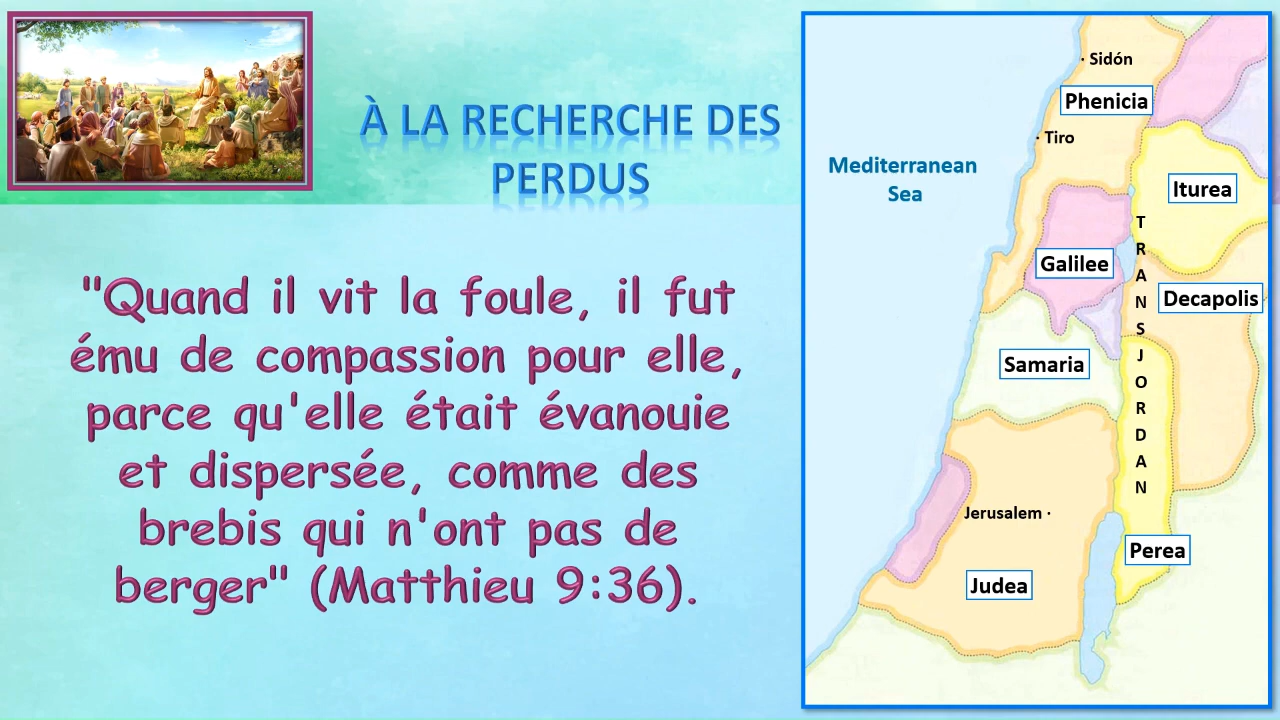 À LA RECHERCHE DES
PERDUS
"Quand il vit la foule, il fut
ému de compassion pour elle,
parce qu'elle était évanouie
et dispersée, comme des
brebis qui n'ont pas de
berger" (Matthieu 9:36).
· Sidón
Phenicia
· Tiro
Mediterranean
Sea
Iturea
TRANSJORDAN
Galilee
Decapolis
Samaria
Jerusalem ·
Perea
Judea